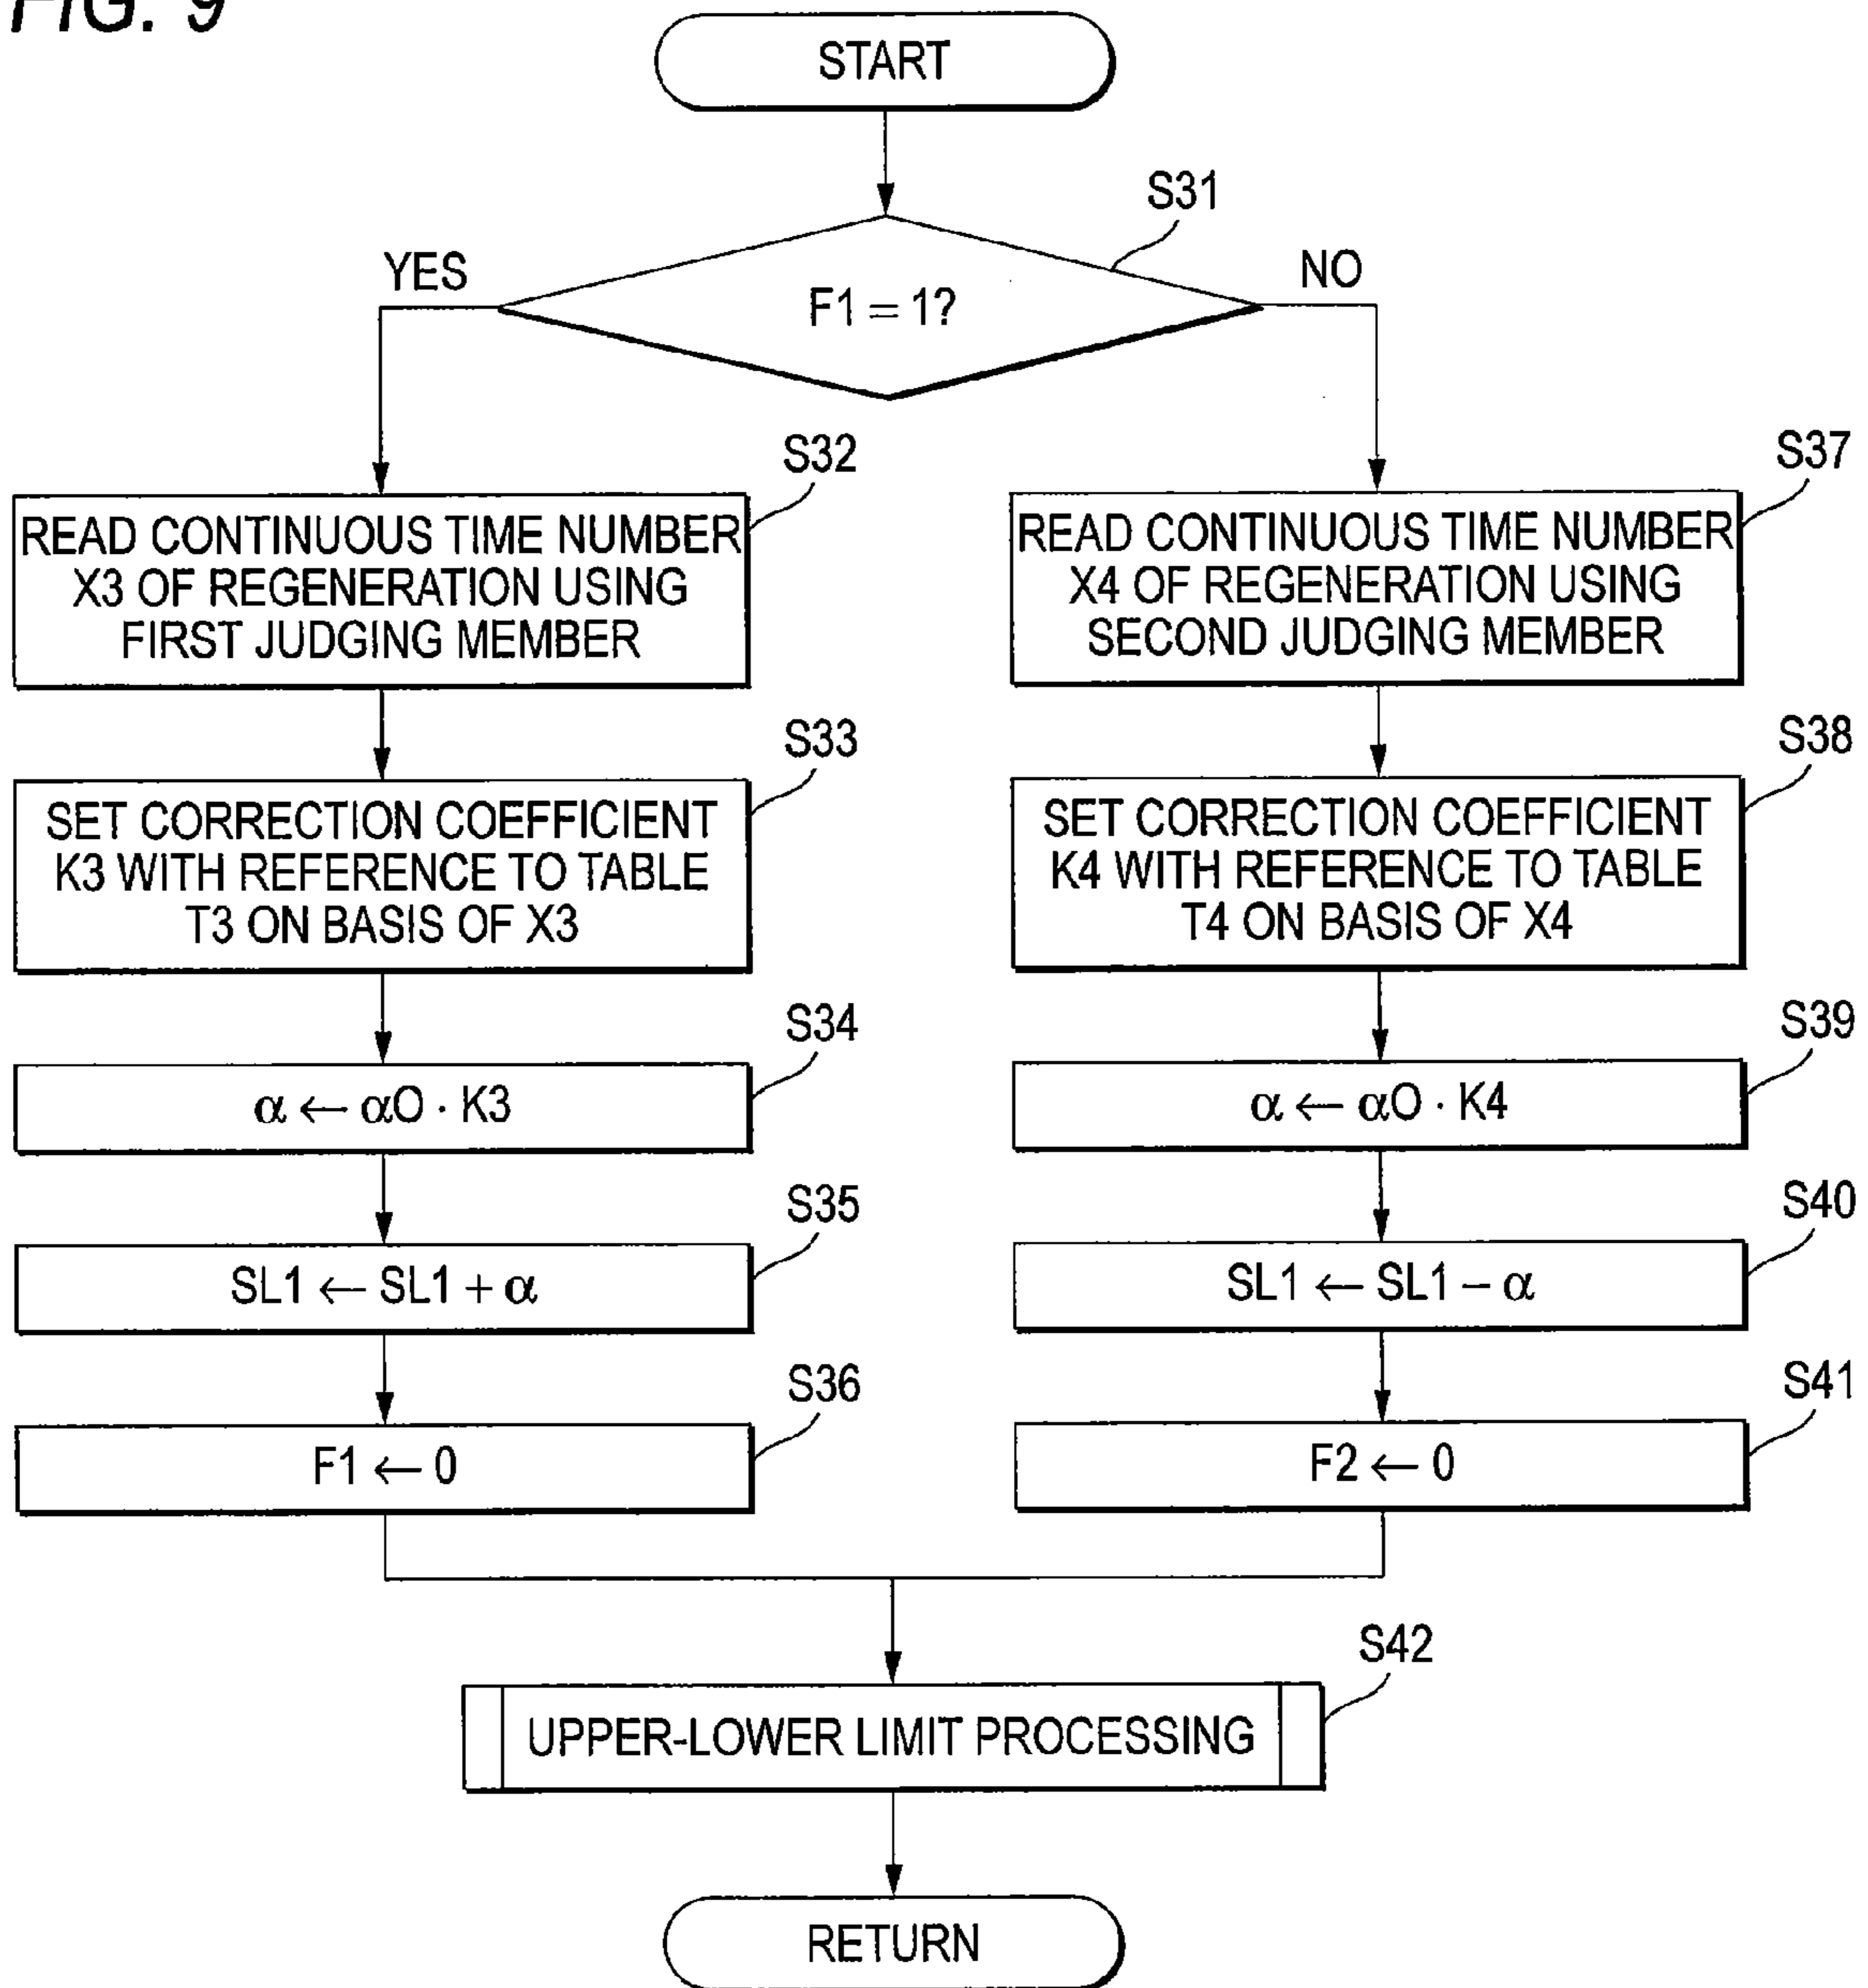 FIG. 9
START
S31
YES
NO
F1 = 1?
S32
READ CONTINUOUS TIME NUMBER
X3 OF REGENERATION USING
FIRST JUDGING MEMBER
S33
SET CORRECTION COEFFICIENT
K3 WITH REFERENCE TO TABLE
T3 ON BASIS OF X3
S34
α ← αO · K3
S35
SL1 ← SL1 + α
S36
F1 ← 0
S37
READ CONTINUOUS TIME NUMBER
X4 OF REGENERATION USING
SECOND JUDGING MEMBER
S38
SET CORRECTION COEFFICIENT
K4 WITH REFERENCE TO TABLE
T4 ON BASIS OF X4
S39
α ← αO · K4
S40
SL1 ← SL1 − α
S41
F2 ← 0
S42
UPPER-LOWER LIMIT PROCESSING
RETURN